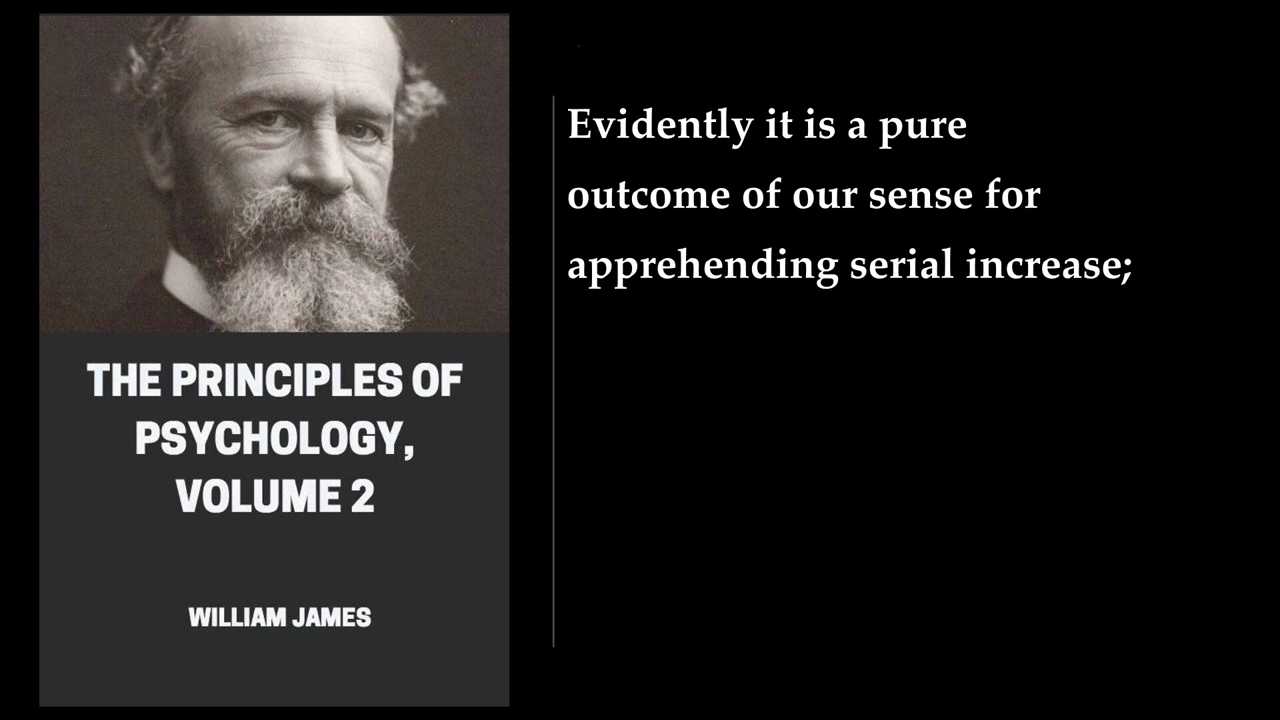 THE PRINCIPLES OF
PSYCHOLOGY,
VOLUME 2
WILLIAM JAMES
Evidently it is a pure
outcome of our sense for
apprehending serial increase;